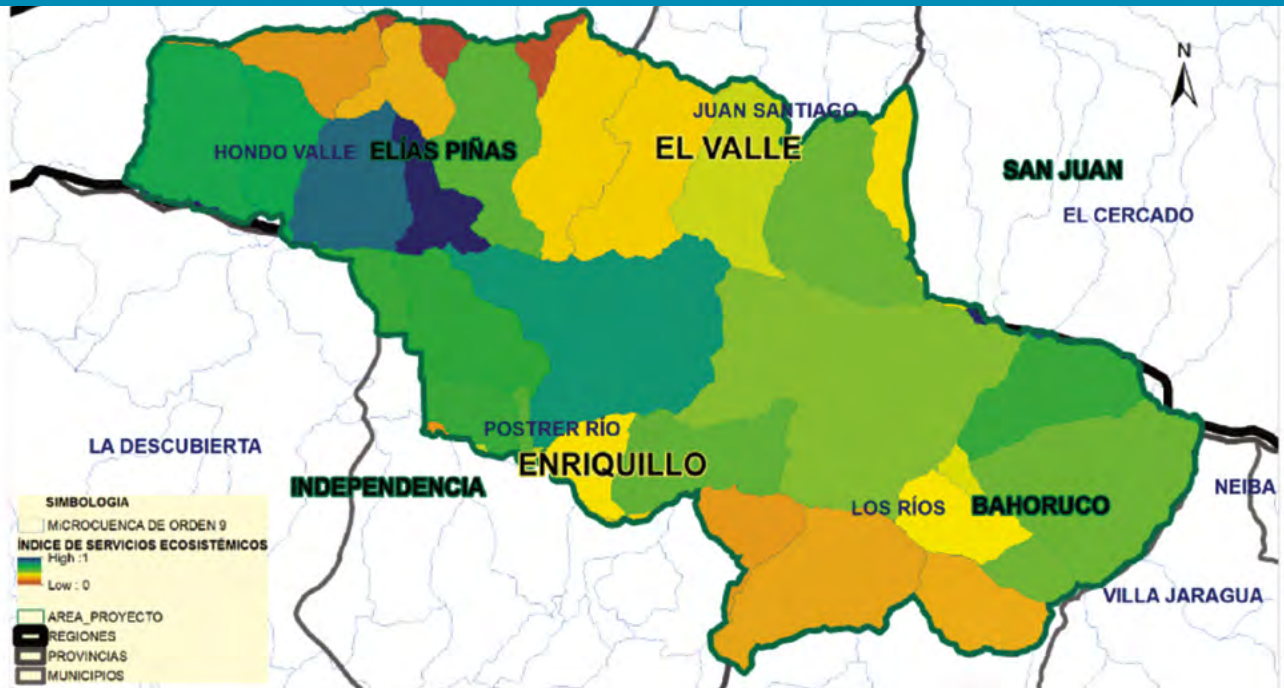 N
JUAN SANTIAGO
HONDO VALLE
ELÍAS PIÑAS
EL VALLE
SAN JUAN
EL CERCADO
POSTRER RÍO
LA DESCUBIERTA
ENRIQUILLO
INDEPENDENCIA
NEIBA
LOS RÍOS
BAHORUCO
VILLA JARAGUA
SIMBOLOGIA
MICROCUENCA DE ORDEN 9
ÍNDICE DE SERVICIOS ECOSISTÉMICOS
High :1
Low : 0
AREA_PROYECTO
REGIONES
PROVINCIAS
MUNICIPIOS